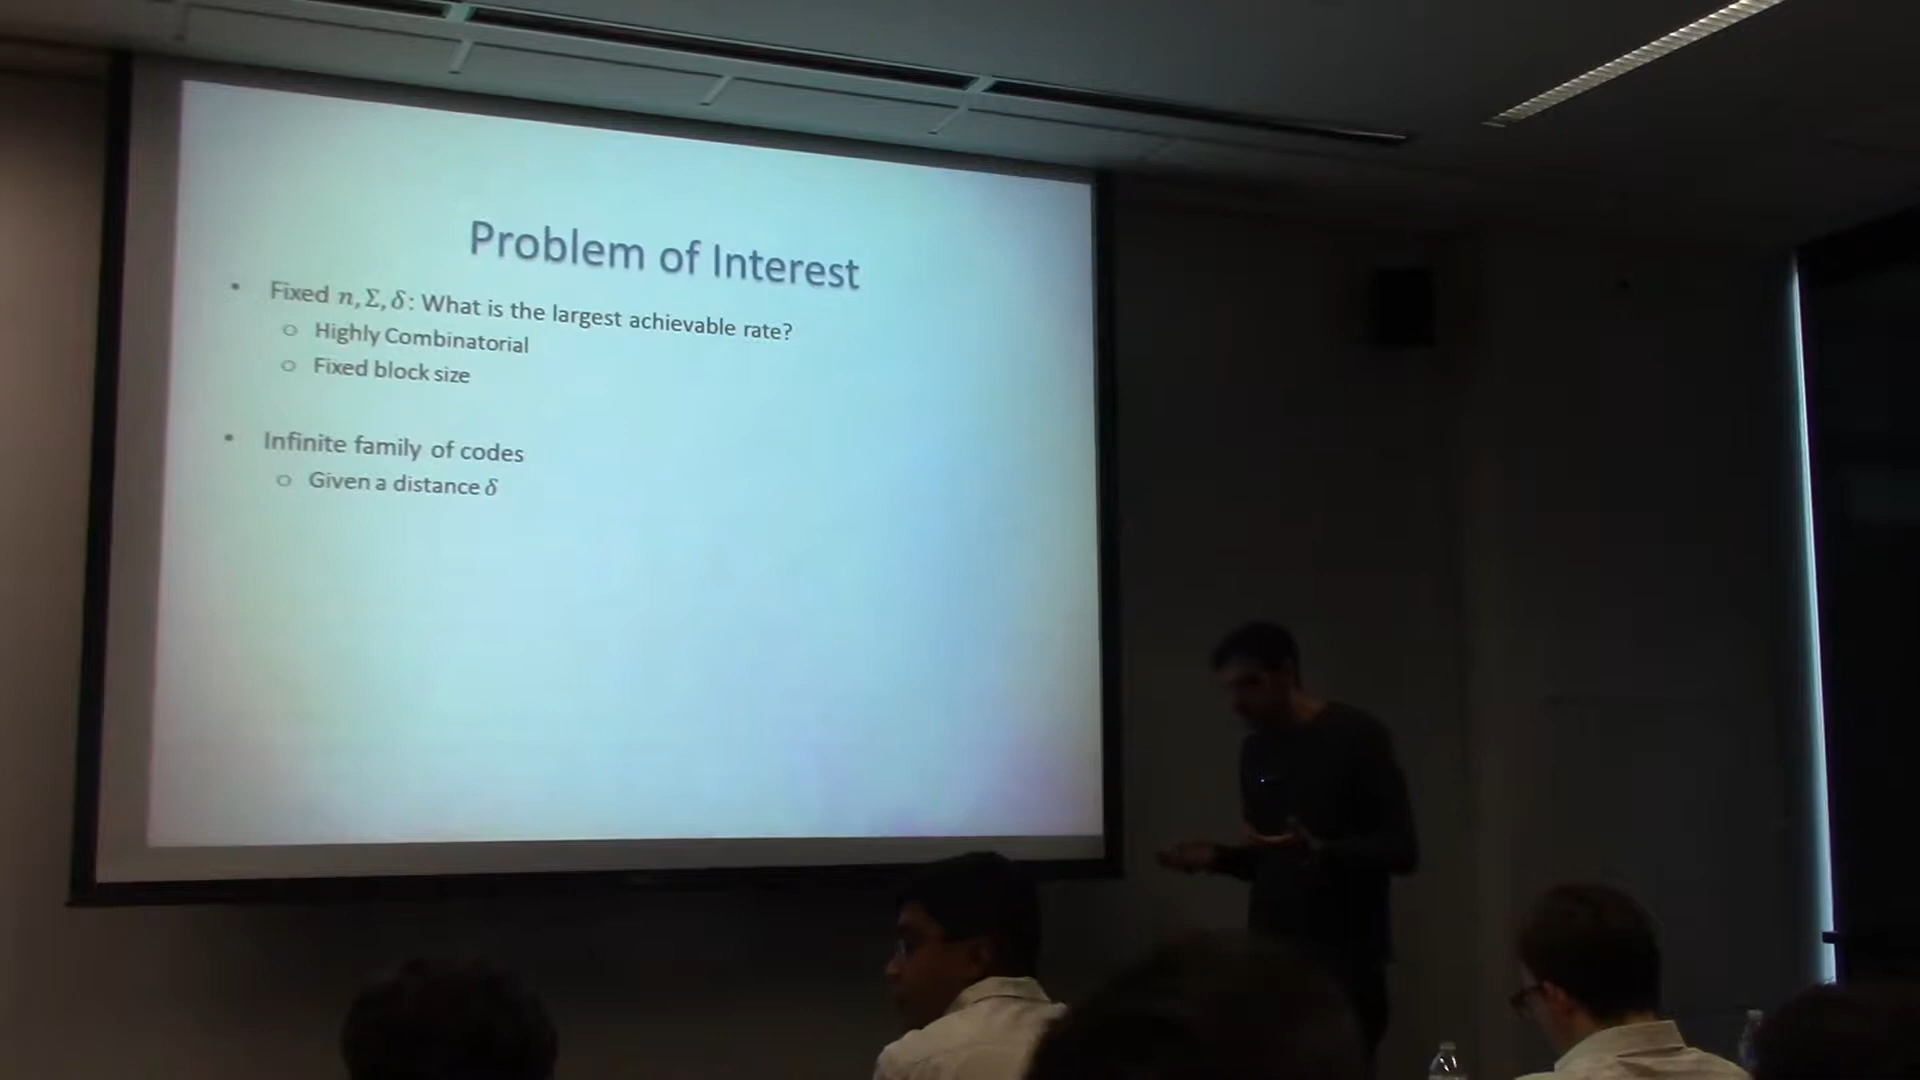 Problem of Interest
• Fixed n, Σ, δ: What is the largest achievable rate?
o Highly Combinatorial
o Fixed block size
• Infinite family of codes
o Given a distance δ